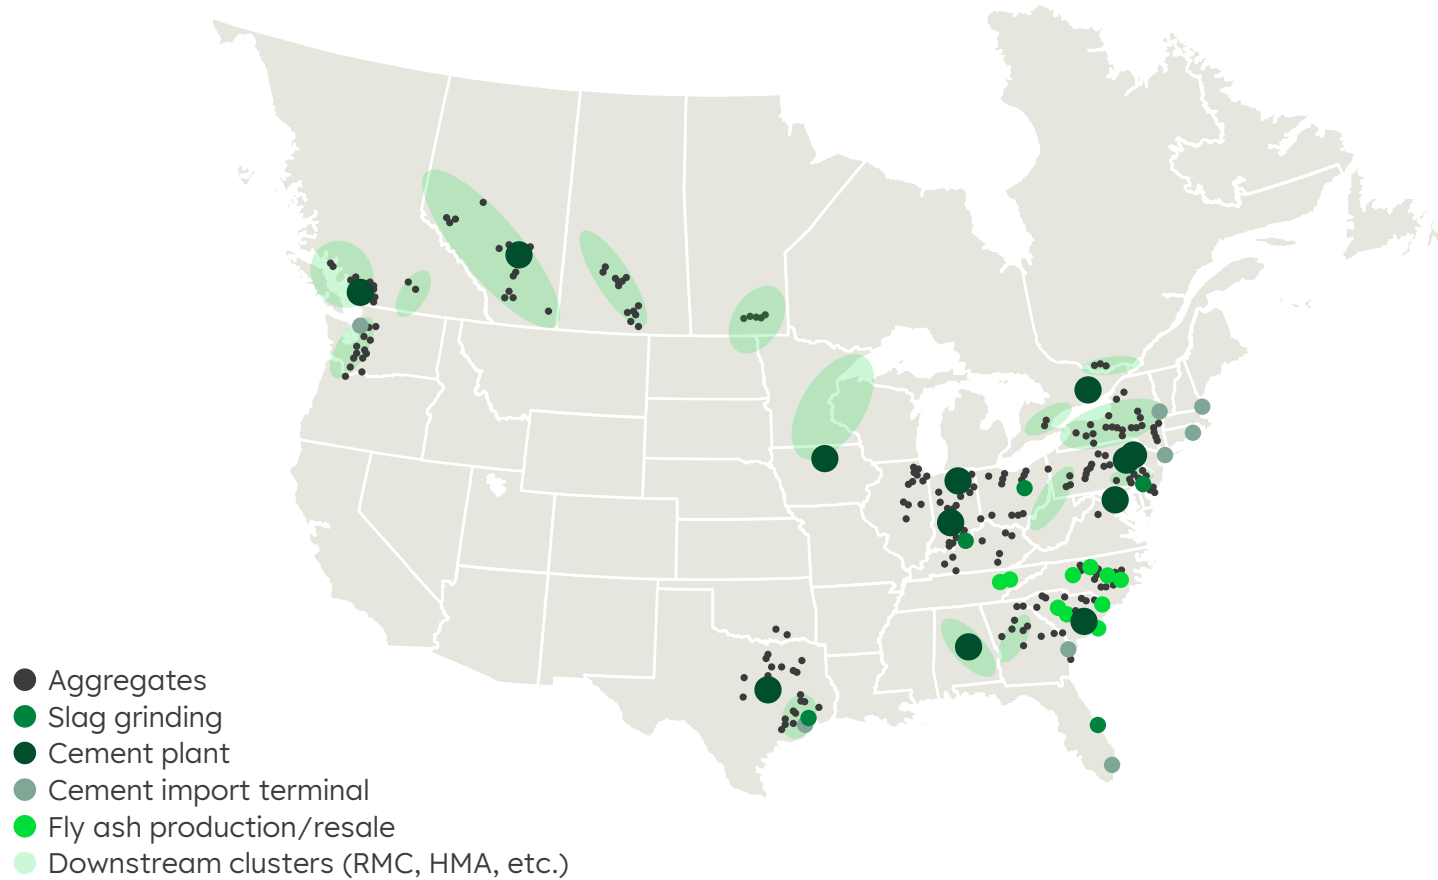 Aggregates
Slag grinding
Cement plant
Cement import terminal
Fly ash production/resale
Downstream clusters (RMC, HMA, etc.)